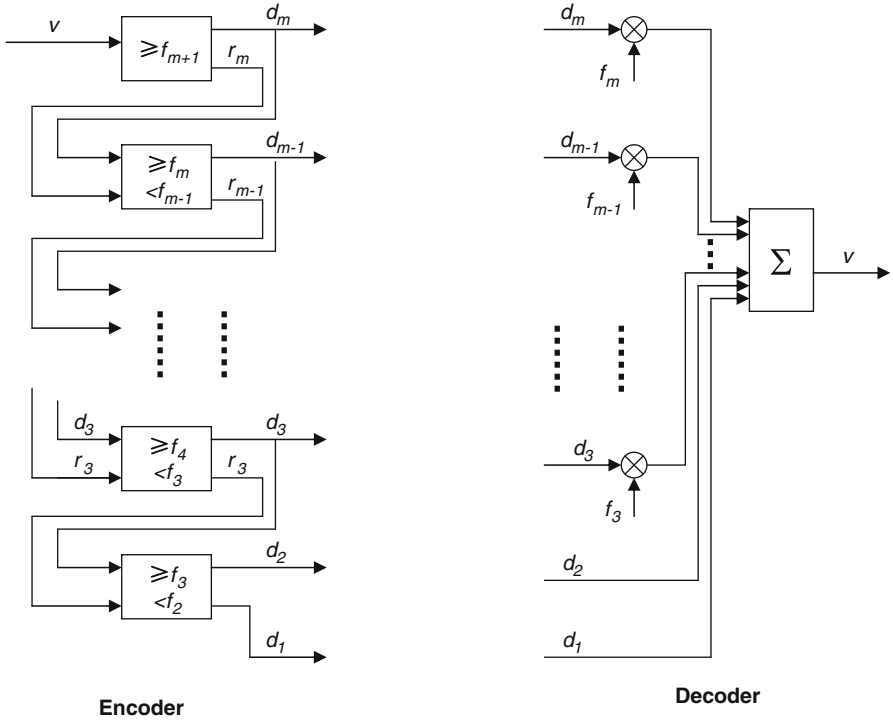 v
⩾f_{m+1}
d_m
r_m
⩾f_m
<f_{m-1}
d_{m-1}
r_{m-1}
d_3
r_3
⩾f_4
<f_3
d_3
r_3
⩾f_3
<f_2
d_2
d_1
Encoder
d_m
f_m
d_{m-1}
f_{m-1}
Σ
v
d_3
f_3
d_2
d_1
Decoder